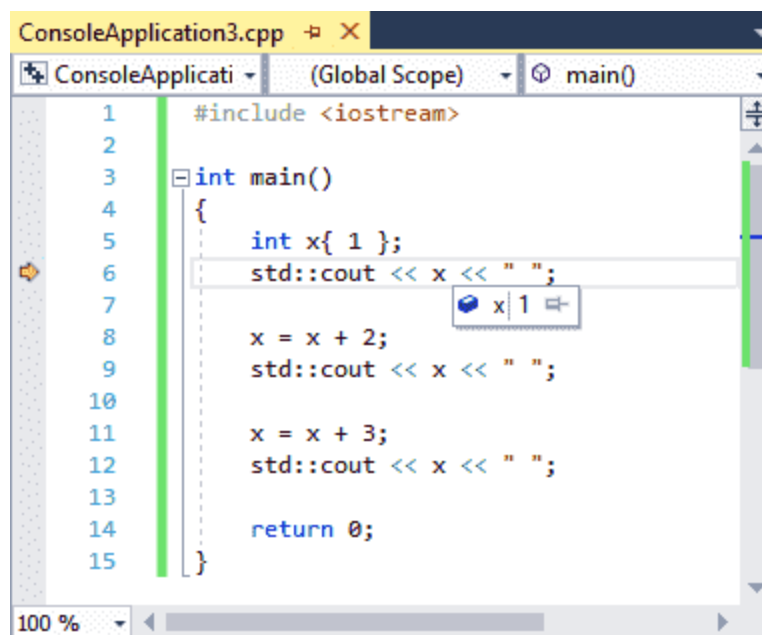 ConsoleApplication3.cpp
ConsoleApplicati (Global Scope) main()
1 #include <iostream>
2
3 int main()
4 {
5 int x{ 1 };
6 std::cout << x << " ";
7 x 1
8 x = x + 2;
9 std::cout << x << " ";
10
11 x = x + 3;
12 std::cout << x << " ";
13
14 return 0;
15 }
100 %